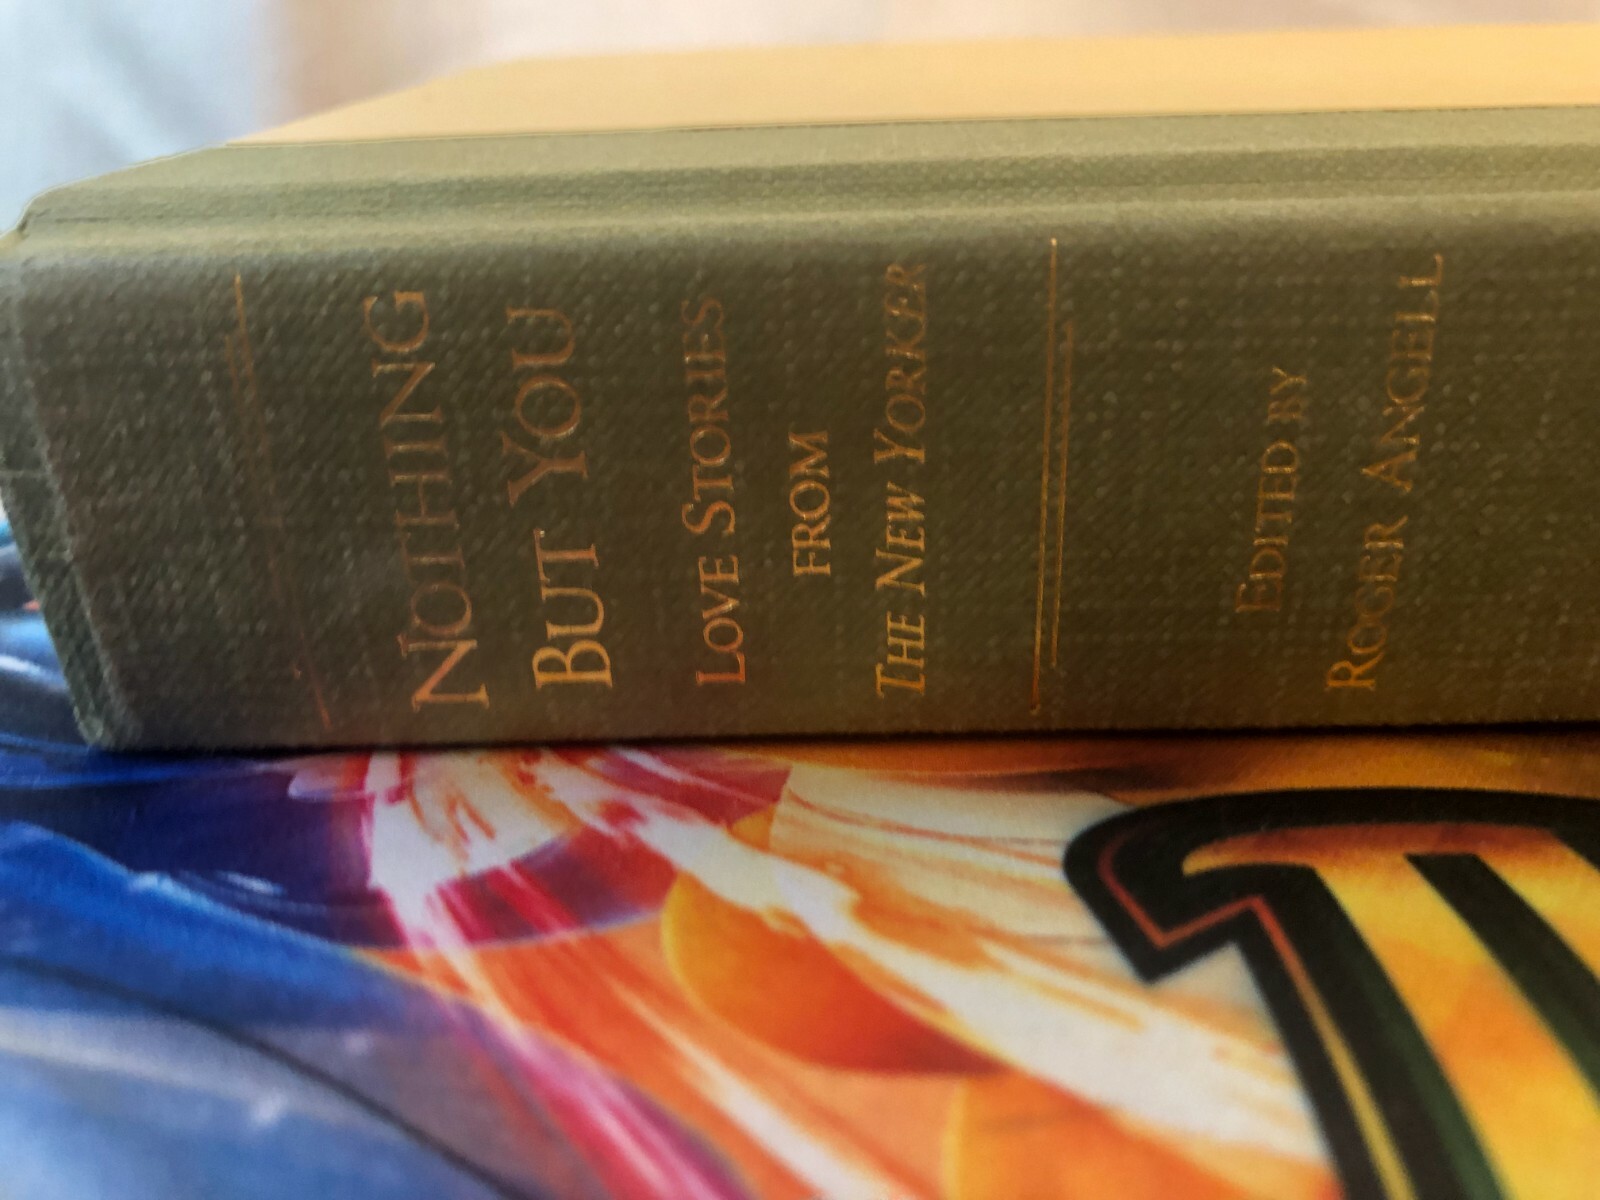 NOTHING
BUT YOU
LOVE STORIES
FROM
THE NEW YORKER
EDITED BY
ROGER ANGELL